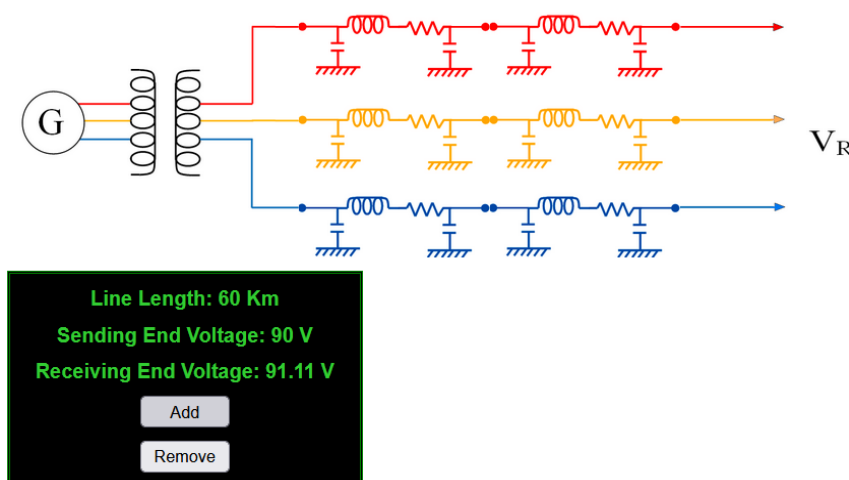 G
V_R
Line Length: 60 Km
Sending End Voltage: 90 V
Receiving End Voltage: 91.11 V
Add
Remove